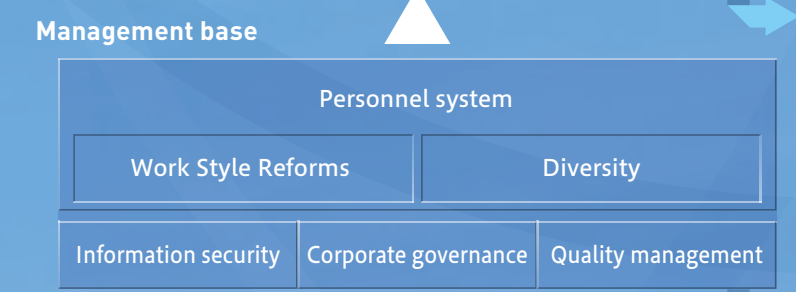 Management base
Personnel system
Work Style Reforms
Diversity
Information security
Corporate governance
Quality management